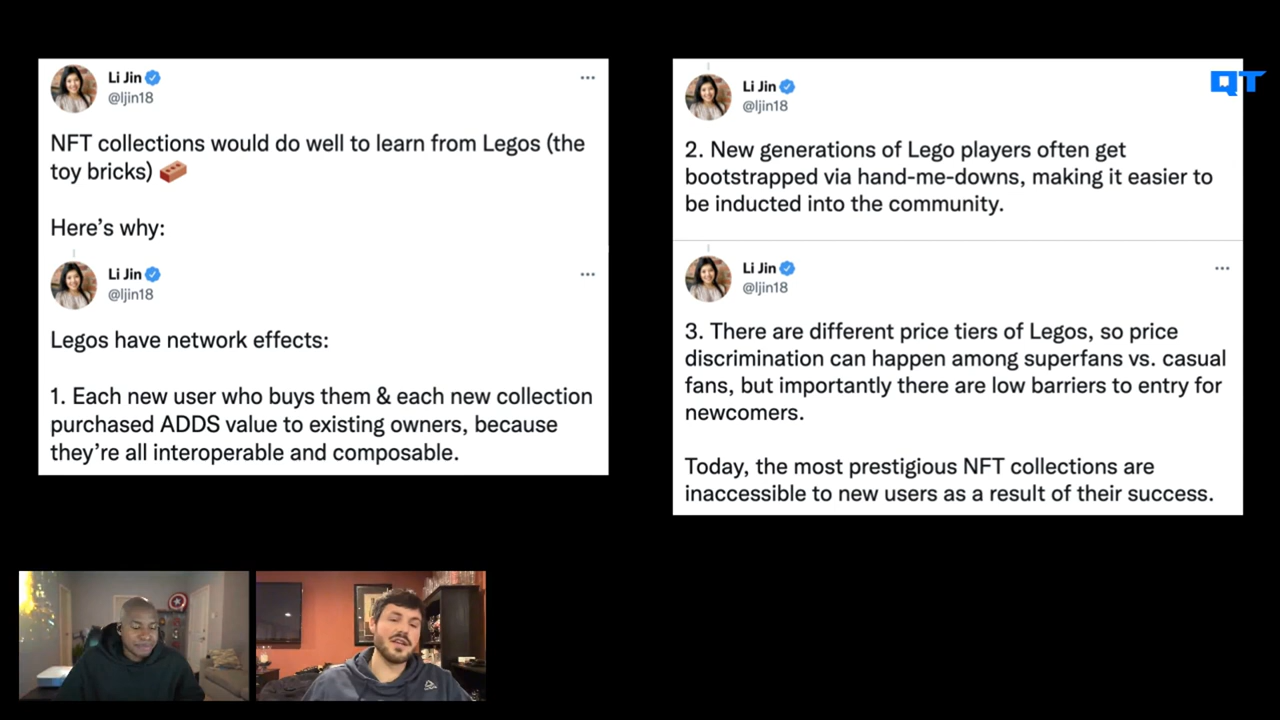 Li Jin
@ljin18
NFT collections would do well to learn from Legos (the
toy bricks) 🧱
Here’s why:
Li Jin
@ljin18
Legos have network effects:
1. Each new user who buys them & each new collection
purchased ADDS value to existing owners, because
they’re all interoperable and composable.
Li Jin
@ljin18
2. New generations of Lego players often get
bootstrapped via hand-me-downs, making it easier to
be inducted into the community.
Li Jin
@ljin18
3. There are different price tiers of Legos, so price
discrimination can happen among superfans vs. casual
fans, but importantly there are low barriers to entry for
newcomers.
Today, the most prestigious NFT collections are
inaccessible to new users as a result of their success.
QT